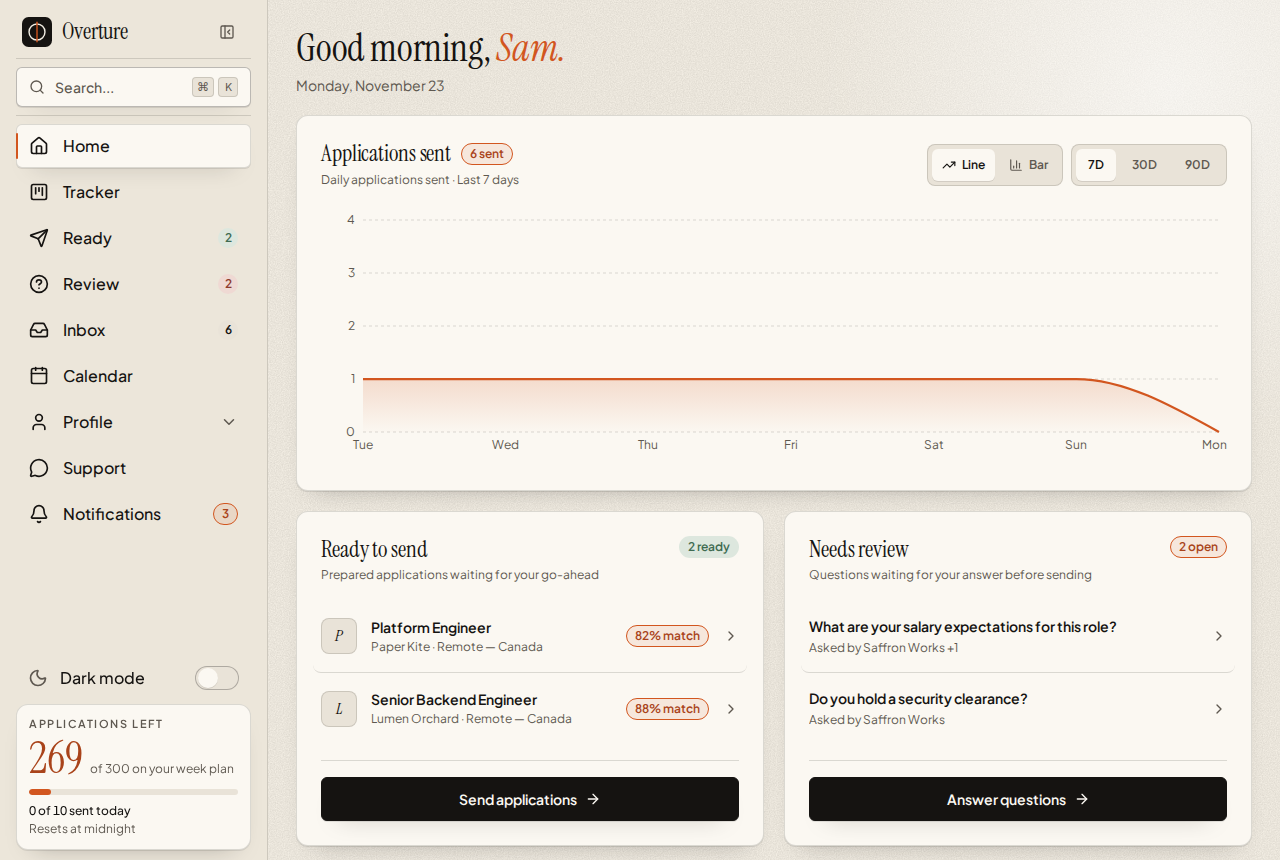 Overture
Search...
⌘ K
Home
Tracker
Ready 2
Review 2
Inbox 6
Calendar
Profile
Support
Notifications 3
Dark mode
APPLICATIONS LEFT
269 of 300 on your week plan
0 of 10 sent today
Resets at midnight
Good morning, Sam.
Monday, November 23
Applications sent 6 sent
Daily applications sent · Last 7 days
Line Bar 7D 30D 90D
4
3
2
1
0
Tue Wed Thu Fri Sat Sun Mon
Ready to send 2 ready
Prepared applications waiting for your go-ahead
P Platform Engineer 82% match
Paper Kite · Remote — Canada
L Senior Backend Engineer 88% match
Lumen Orchard · Remote — Canada
Send applications
Needs review 2 open
Questions waiting for your answer before sending
What are your salary expectations for this role?
Asked by Saffron Works +1
Do you hold a security clearance?
Asked by Saffron Works
Answer questions